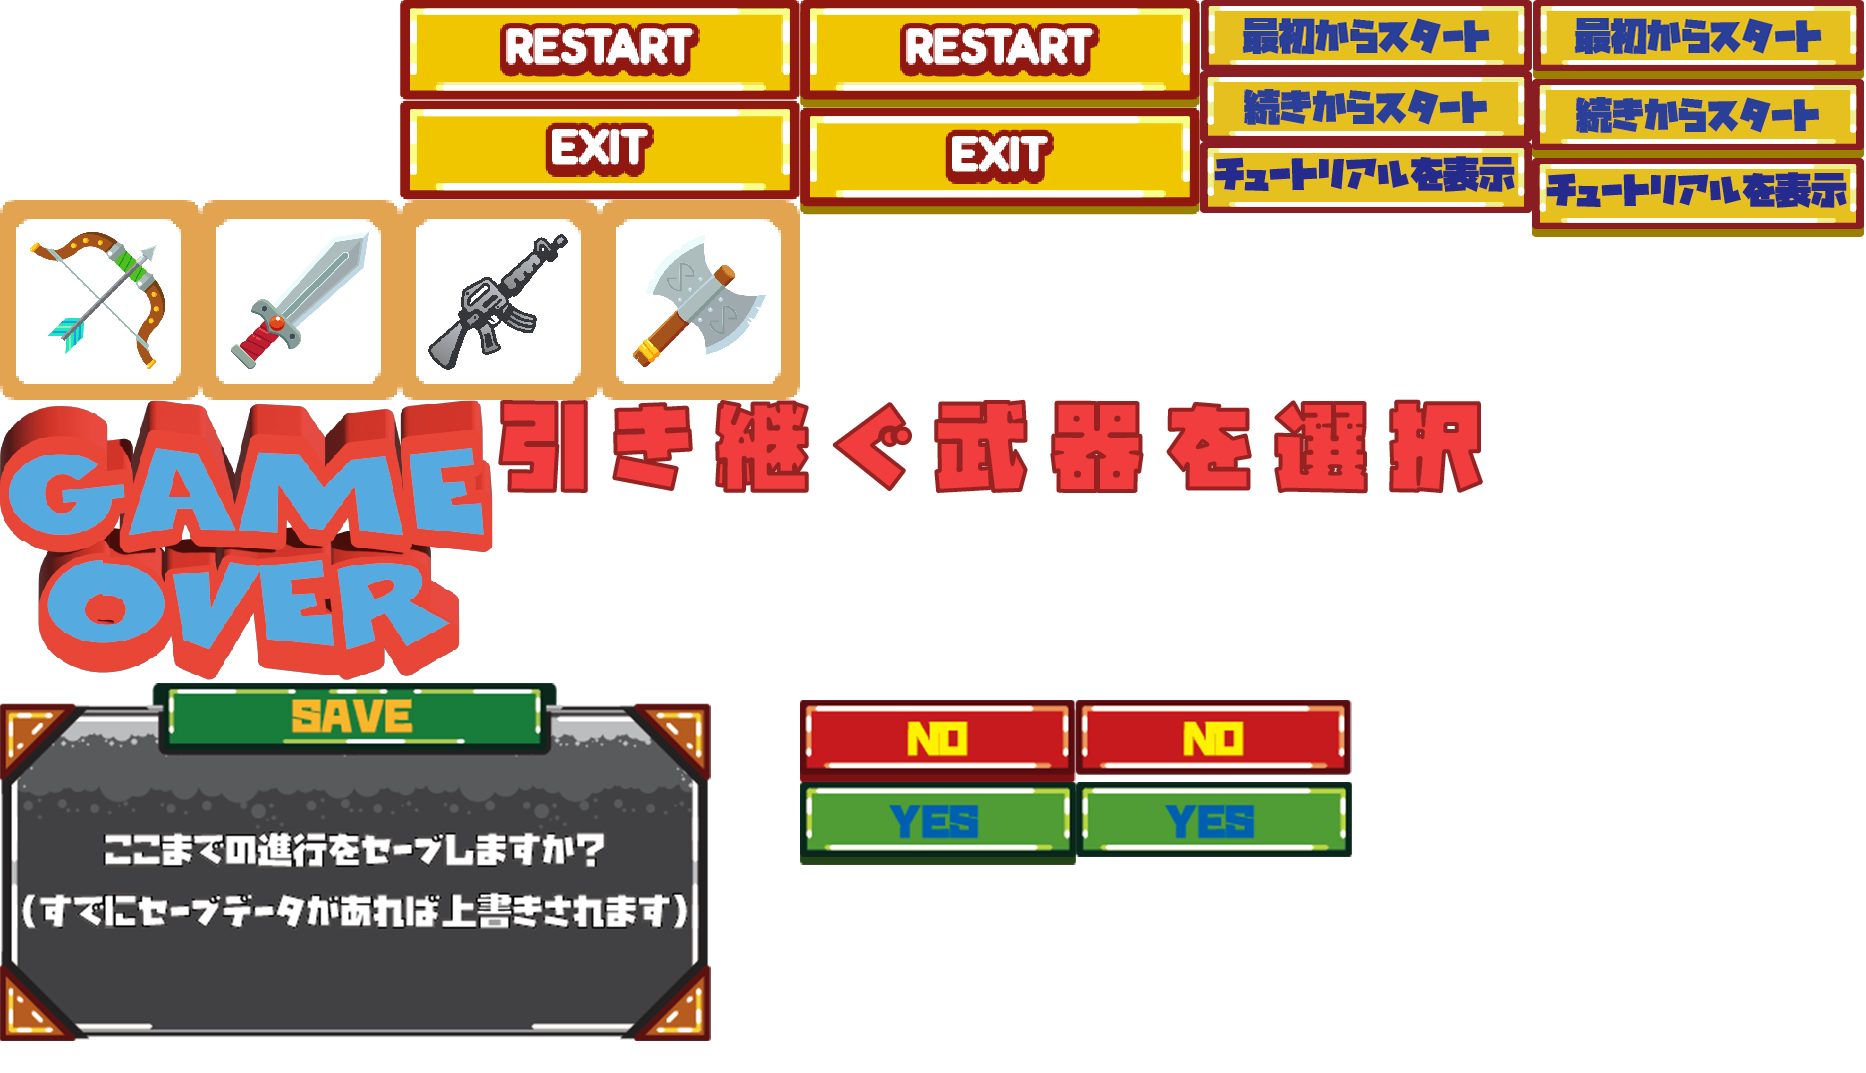 RESTART
RESTART
最初からスタート
最初からスタート
EXIT
EXIT
続きからスタート
続きからスタート
チュートリアルを表示
チュートリアルを表示
引き継ぐ武器を選択
GAME
OVER
SAVE
ここまでの進行をセーブしますか?
(すでにセーブデータがあれば上書きされます)
NO
NO
YES
YES